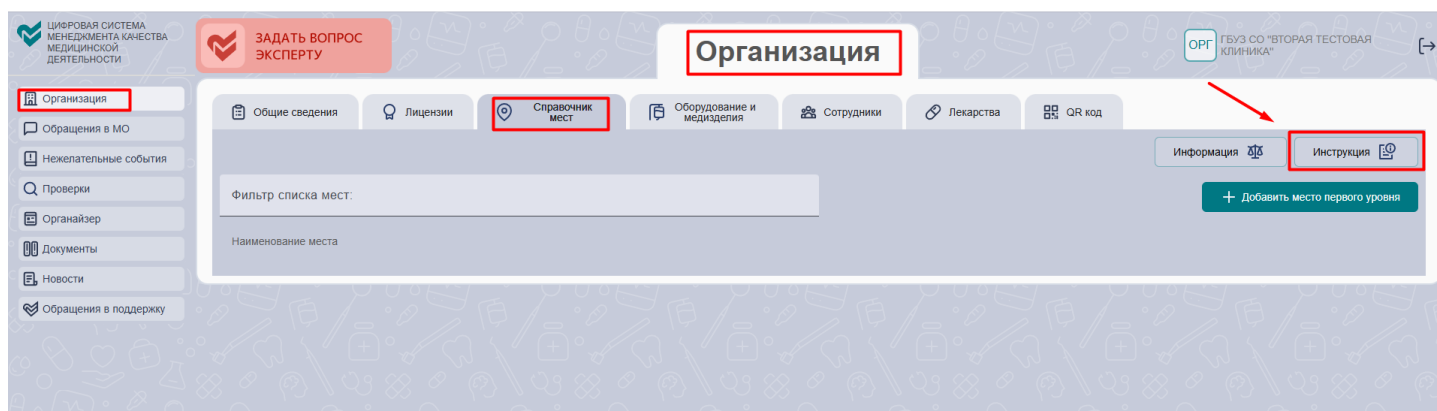 ЦИФРОВАЯ СИСТЕМА
МЕНЕДЖМЕНТА КАЧЕСТВА
МЕДИЦИНСКОЙ
ДЕЯТЕЛЬНОСТИ
ЗАДАТЬ ВОПРОС
ЭКСПЕРТУ
Организация
ОРГ
ГБУЗ СО "ВТОРАЯ ТЕСТОВАЯ
КЛИНИКА"
Организация
Обращения в МО
Нежелательные события
Проверки
Органайзер
Документы
Новости
Обращения в поддержку
Общие сведения
Лицензии
Справочник
мест
Оборудование и
медизделия
Сотрудники
Лекарства
QR код
Информация
Инструкция
Фильтр списка мест:
+ Добавить место первого уровня
Наименование места